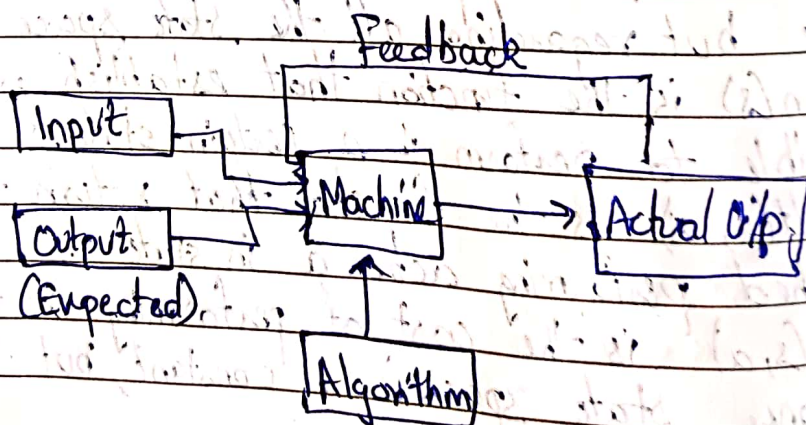 Feedback
Input
Machine
Actual O/p
Output
(Expected)
Algorithm